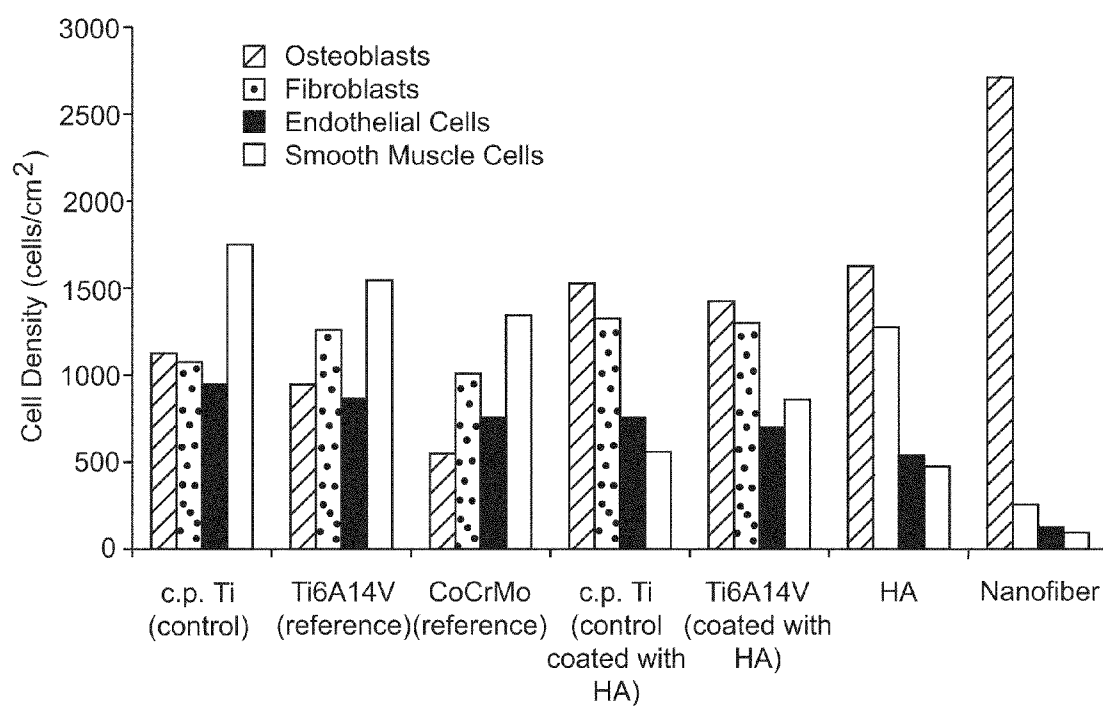 3000
2500
2000
1500
1000
500
0
Cell Density (cells/cm²)
Osteoblasts
Fibroblasts
Endothelial Cells
Smooth Muscle Cells
c.p. Ti
(control)
Ti6A14V
(reference)
CoCrMo
(reference)
c.p. Ti
(control
coated with
HA)
Ti6A14V
(coated with
HA)
HA
Nanofiber